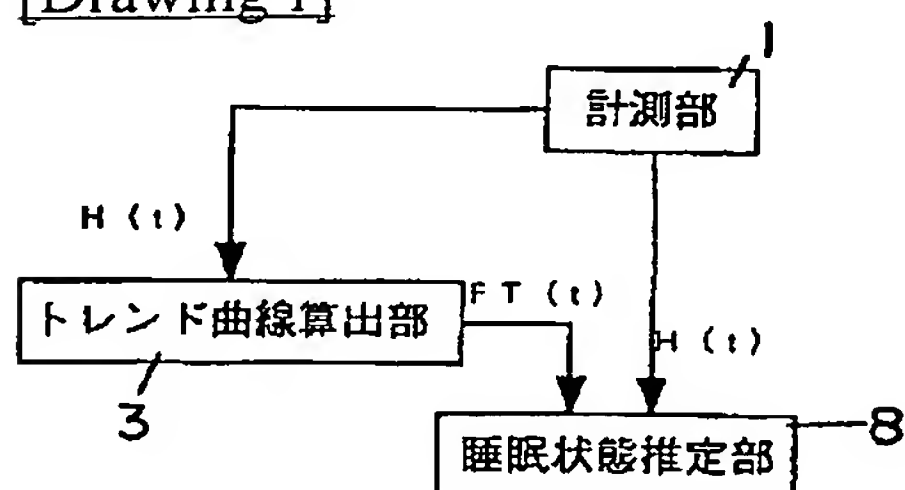 [Drawing 1]
1
計測部
H (t)
トレンド曲線算出部
FT (t)
H (t)
3
8
睡眠状態推定部